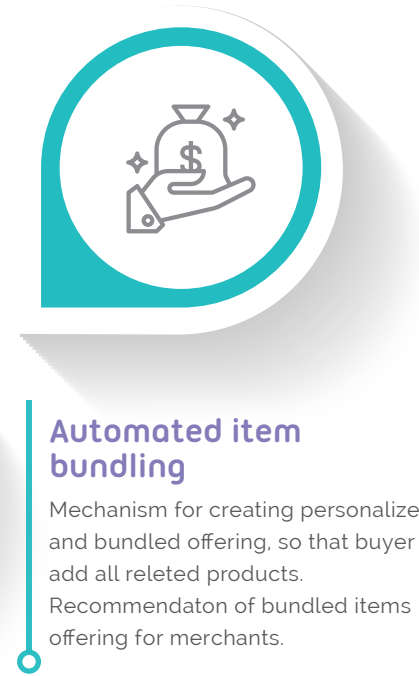 $
Automated item
bundling
Mechanism for creating personalize
and bundled offering, so that buyer
add all releted products.
Recommendaton of bundled items
offering for merchants.